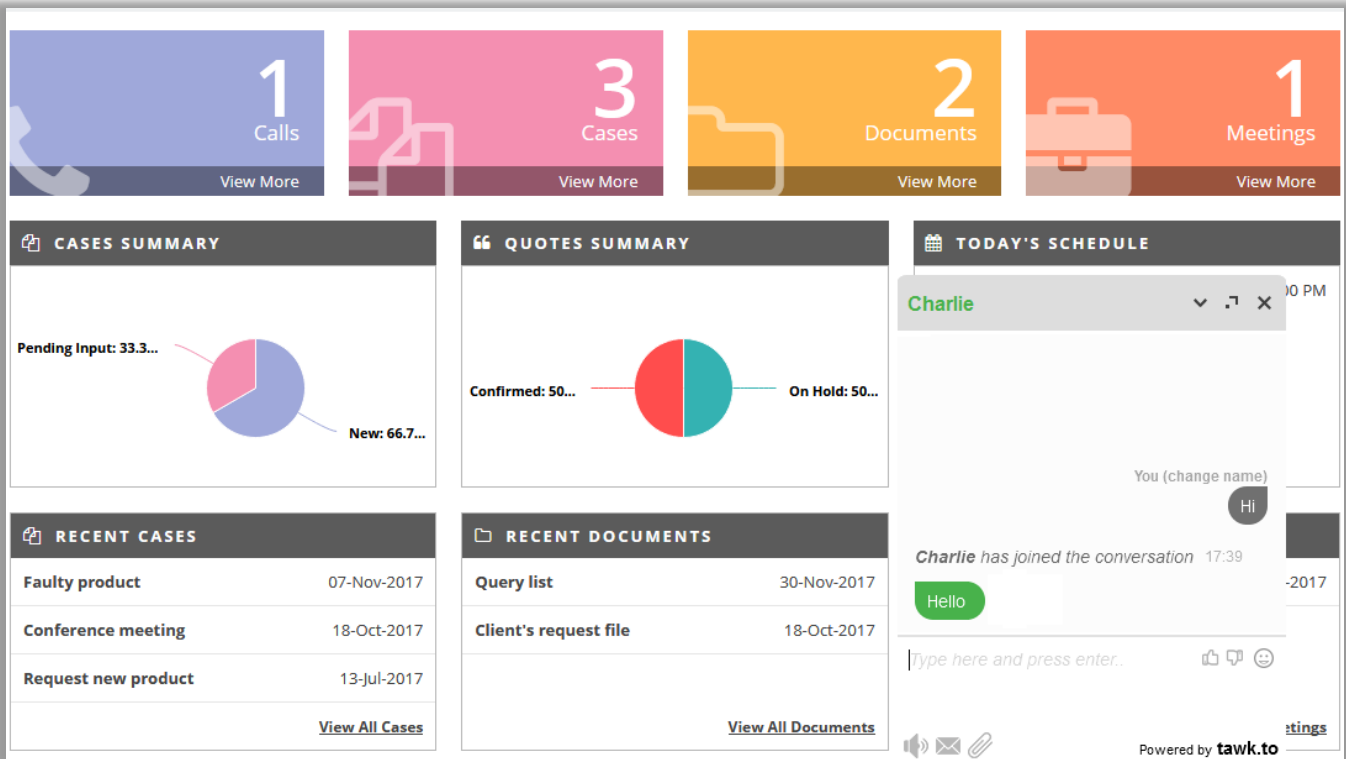 1
Calls
View More
3
Cases
View More
2
Documents
View More
1
Meetings
View More
CASES SUMMARY
Pending Input: 33.3...
New: 66.7...
QUOTES SUMMARY
Confirmed: 50...
On Hold: 50...
TODAY'S SCHEDULE
00 PM
Charlie
You (change name)
Hi
Charlie has joined the conversation 17:39
Hello
Type here and press enter..
Powered by tawk.to
RECENT CASES
Faulty product 07-Nov-2017
Conference meeting 18-Oct-2017
Request new product 13-Jul-2017
View All Cases
RECENT DOCUMENTS
Query list 30-Nov-2017
Client's request file 18-Oct-2017
View All Documents
-2017
etings